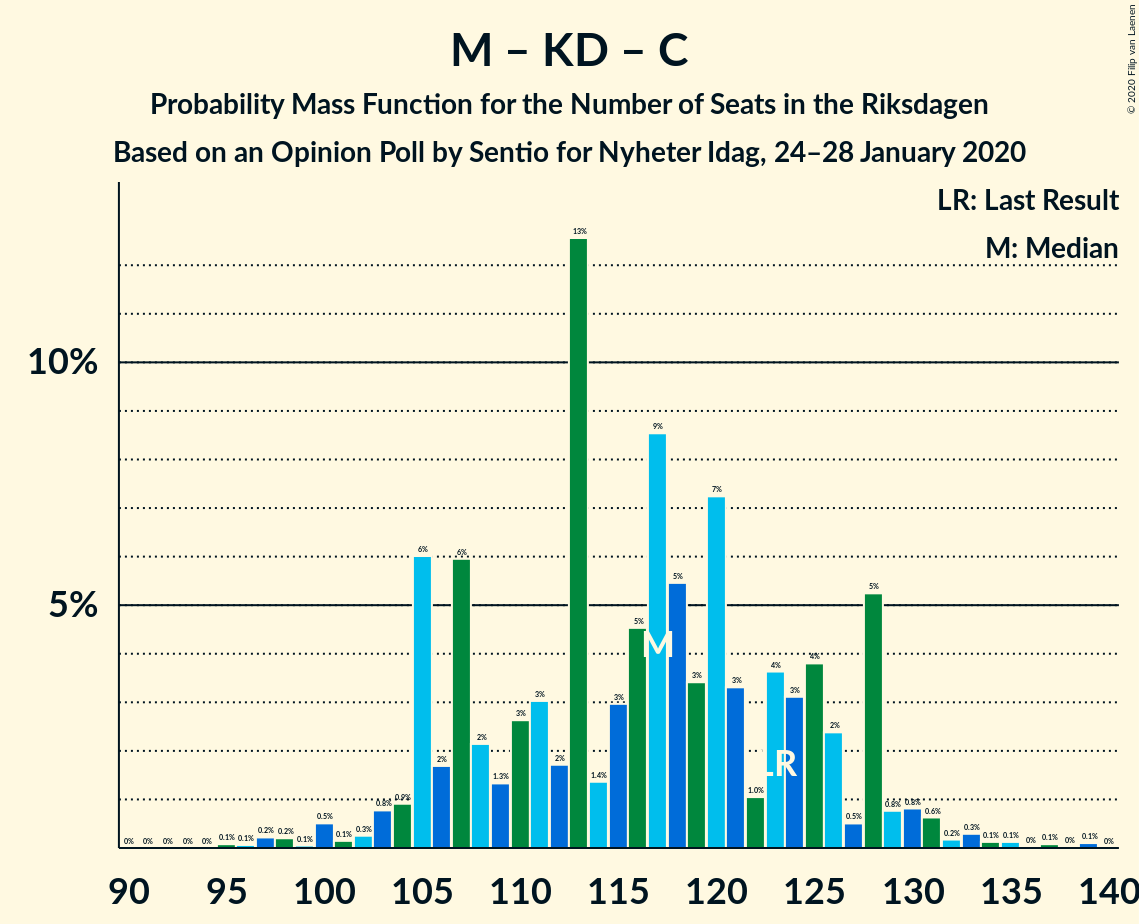 M – KD – C
Probability Mass Function for the Number of Seats in the Riksdagen
Based on an Opinion Poll by Sentio for Nyheter Idag, 24–28 January 2020
© 2020 Filip van Laenen
LR: Last Result
M: Median
10%
5%
0% 0% 0% 0% 0% 0.1% 0.1% 0.2% 0.2% 0.1% 0.5% 0.1% 0.3% 0.8% 0.9% 6% 2% 6% 2% 1.3% 3% 3% 2% 13% 1.4% 3% 5% 9% 5% 3% 7% 3% 1.0% 4% 3% 4% 2% 0.5% 5% 0.8% 0.8% 0.6% 0.2% 0.3% 0.1% 0.1% 0% 0.1% 0% 0.1% 0%
M
LR
90 95 100 105 110 115 120 125 130 135 140